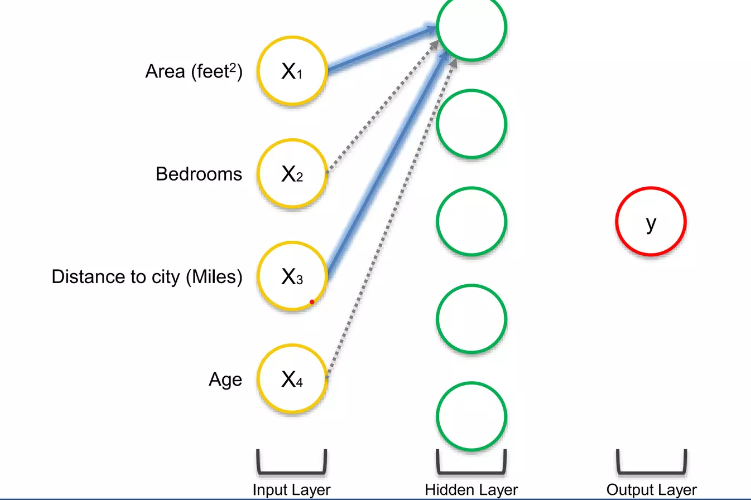 Area (feet²) X1
Bedrooms X2
y
Distance to city (Miles) X3
Age X4
Input Layer Hidden Layer Output Layer